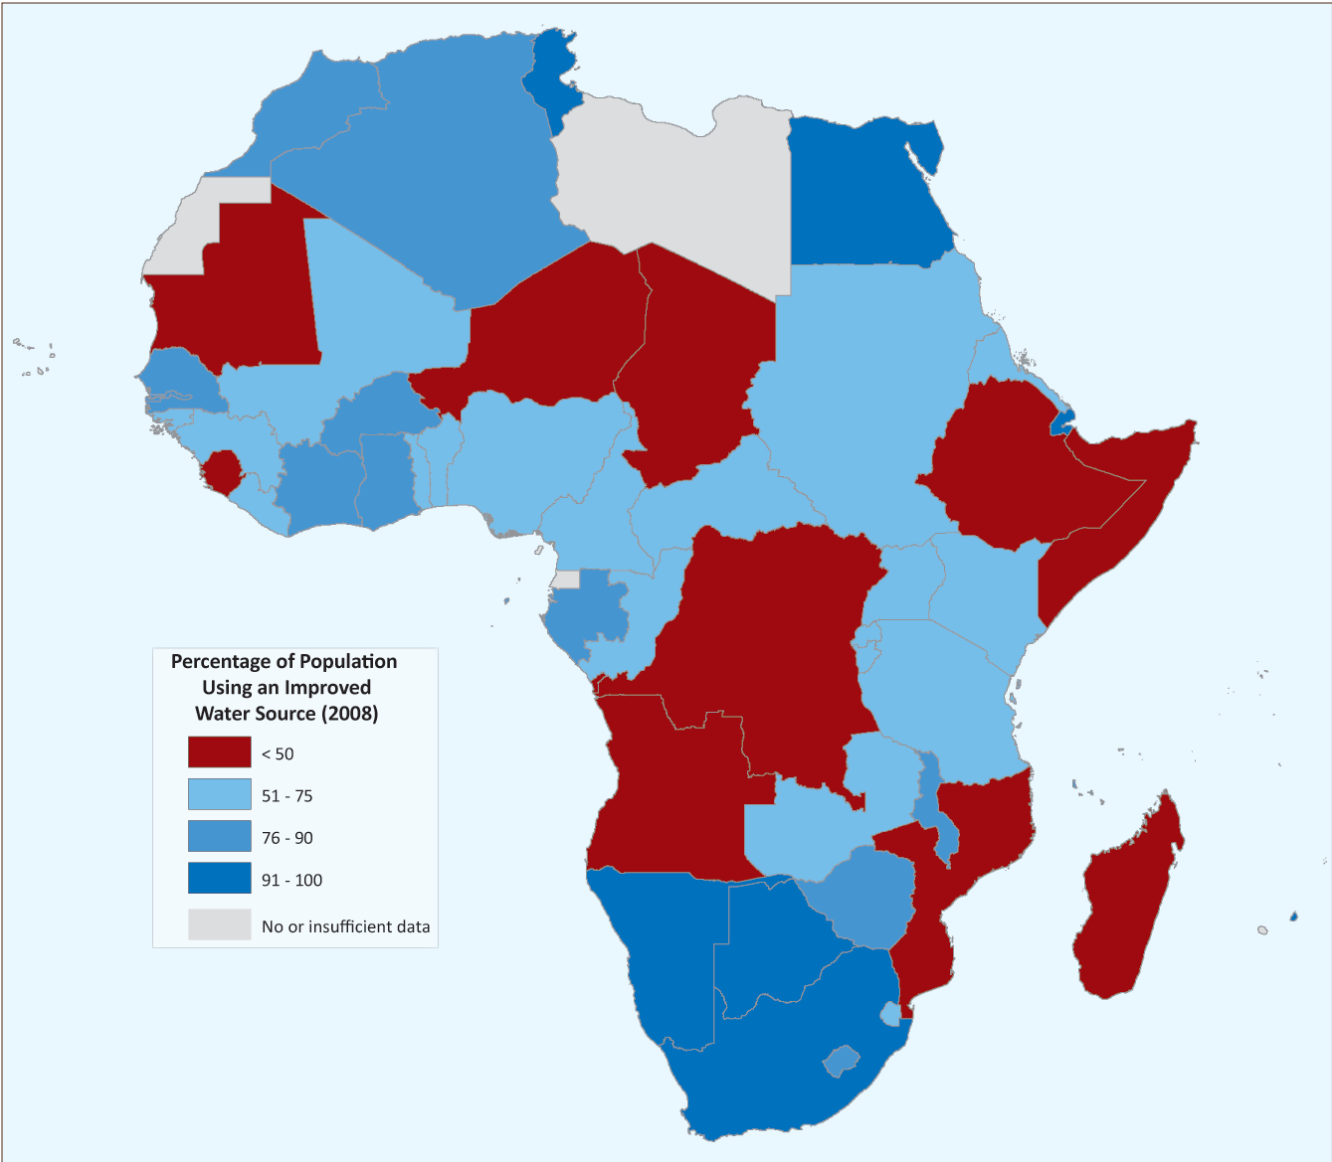 Percentage of Population
Using an Improved
Water Source (2008)
< 50
51 - 75
76 - 90
91 - 100
No or insufficient data